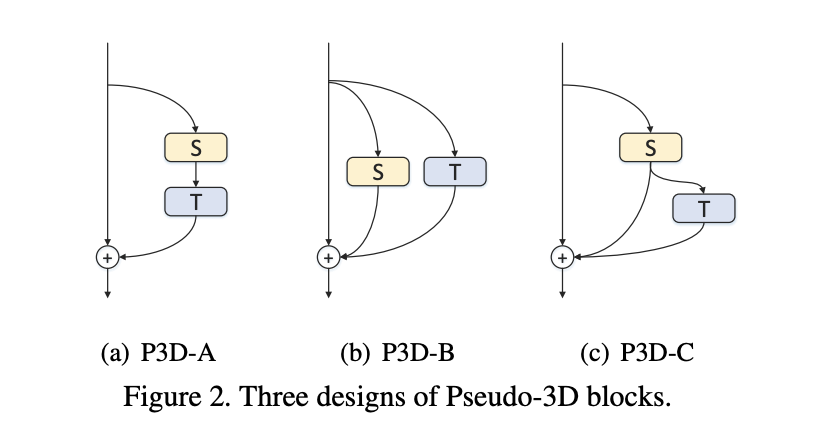 S
T
+
S
T
+
S
T
+
(a) P3D-A
(b) P3D-B
(c) P3D-C
Figure 2. Three designs of Pseudo-3D blocks.